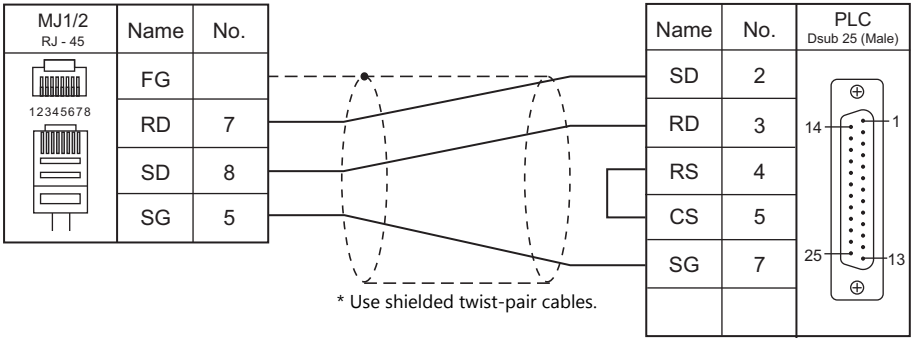 MJ1/2
RJ - 45
Name No.
12345678
FG
RD 7
SD 8
SG 5
* Use shielded twist-pair cables.
Name No.
PLC
Dsub 25 (Male)
SD 2
RD 3
RS 4
CS 5
SG 7
14 1
25 13